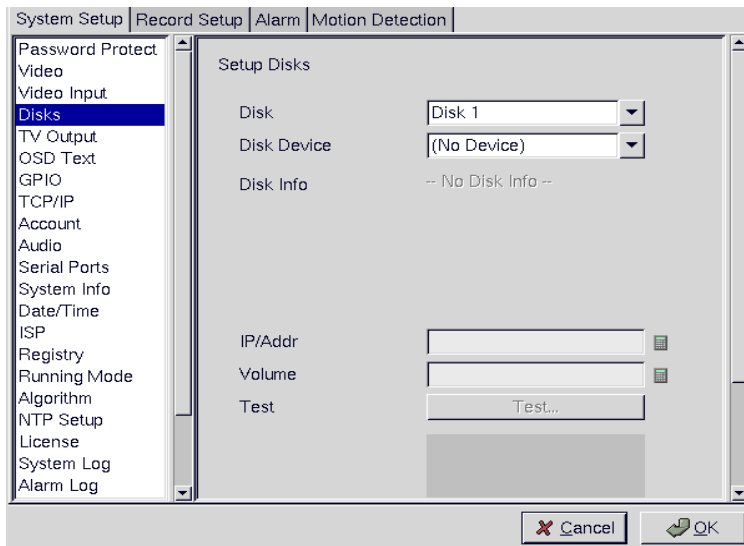 System Setup Record Setup Alarm Motion Detection
Password Protect
Video
Video Input
Disks
TV Output
OSD Text
GPIO
TCP/IP
Account
Audio
Serial Ports
System Info
Date/Time
ISP
Registry
Running Mode
Algorithm
NTP Setup
License
System Log
Alarm Log
Setup Disks
Disk Disk 1
Disk Device (No Device)
Disk Info -- No Disk Info --
IP/Addr
Volume
Test Test...
Cancel OK